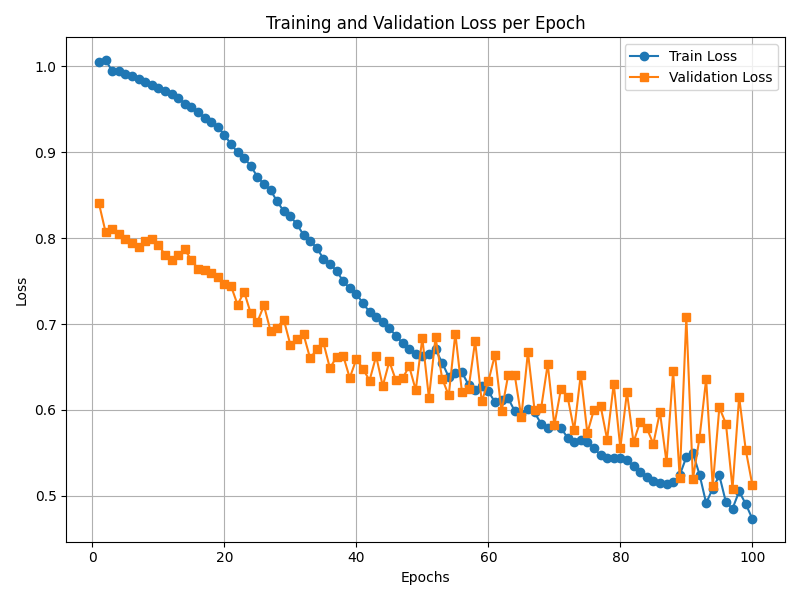 Training and Validation Loss per Epoch
Train Loss
Validation Loss
1.0
0.9
0.8
0.7
0.6
0.5
Loss
0 20 40 60 80 100
Epochs